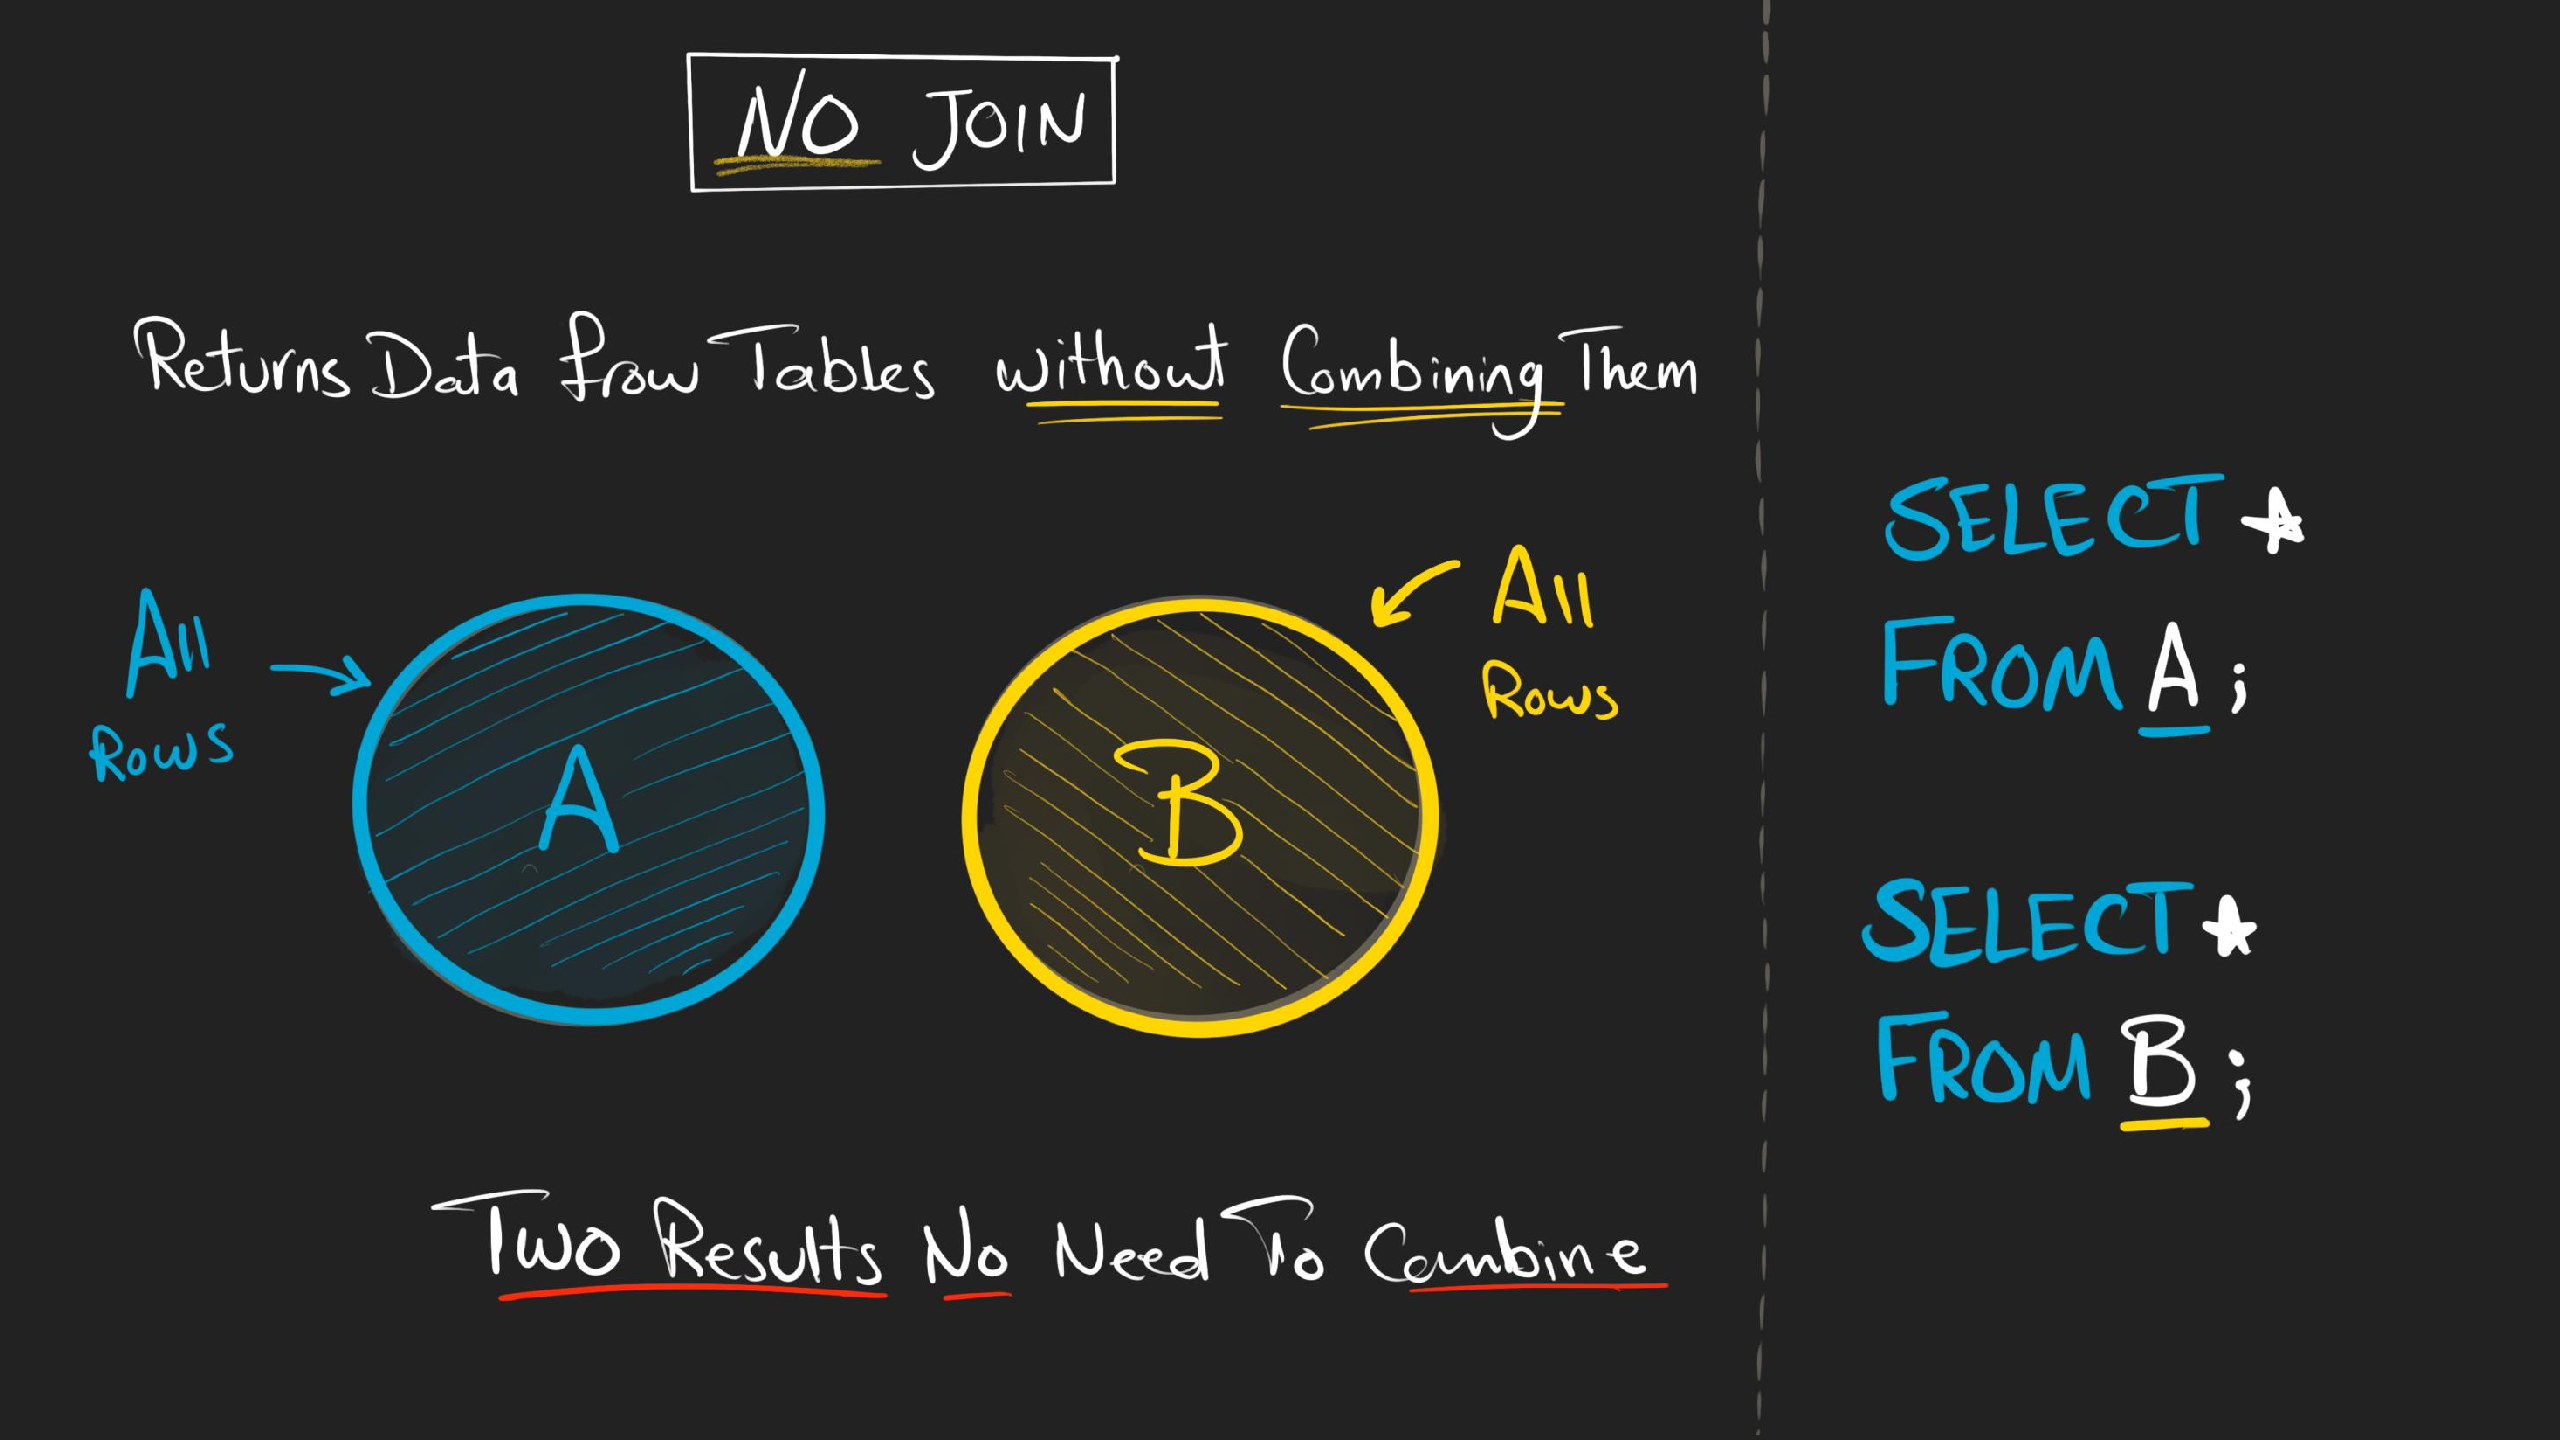 NO JOIN
Returns Data from Tables without Combining Them
All
Rows
A
B
All
Rows
Two Results No Need To Combine
SELECT *
FROM A;
SELECT *
FROM B;